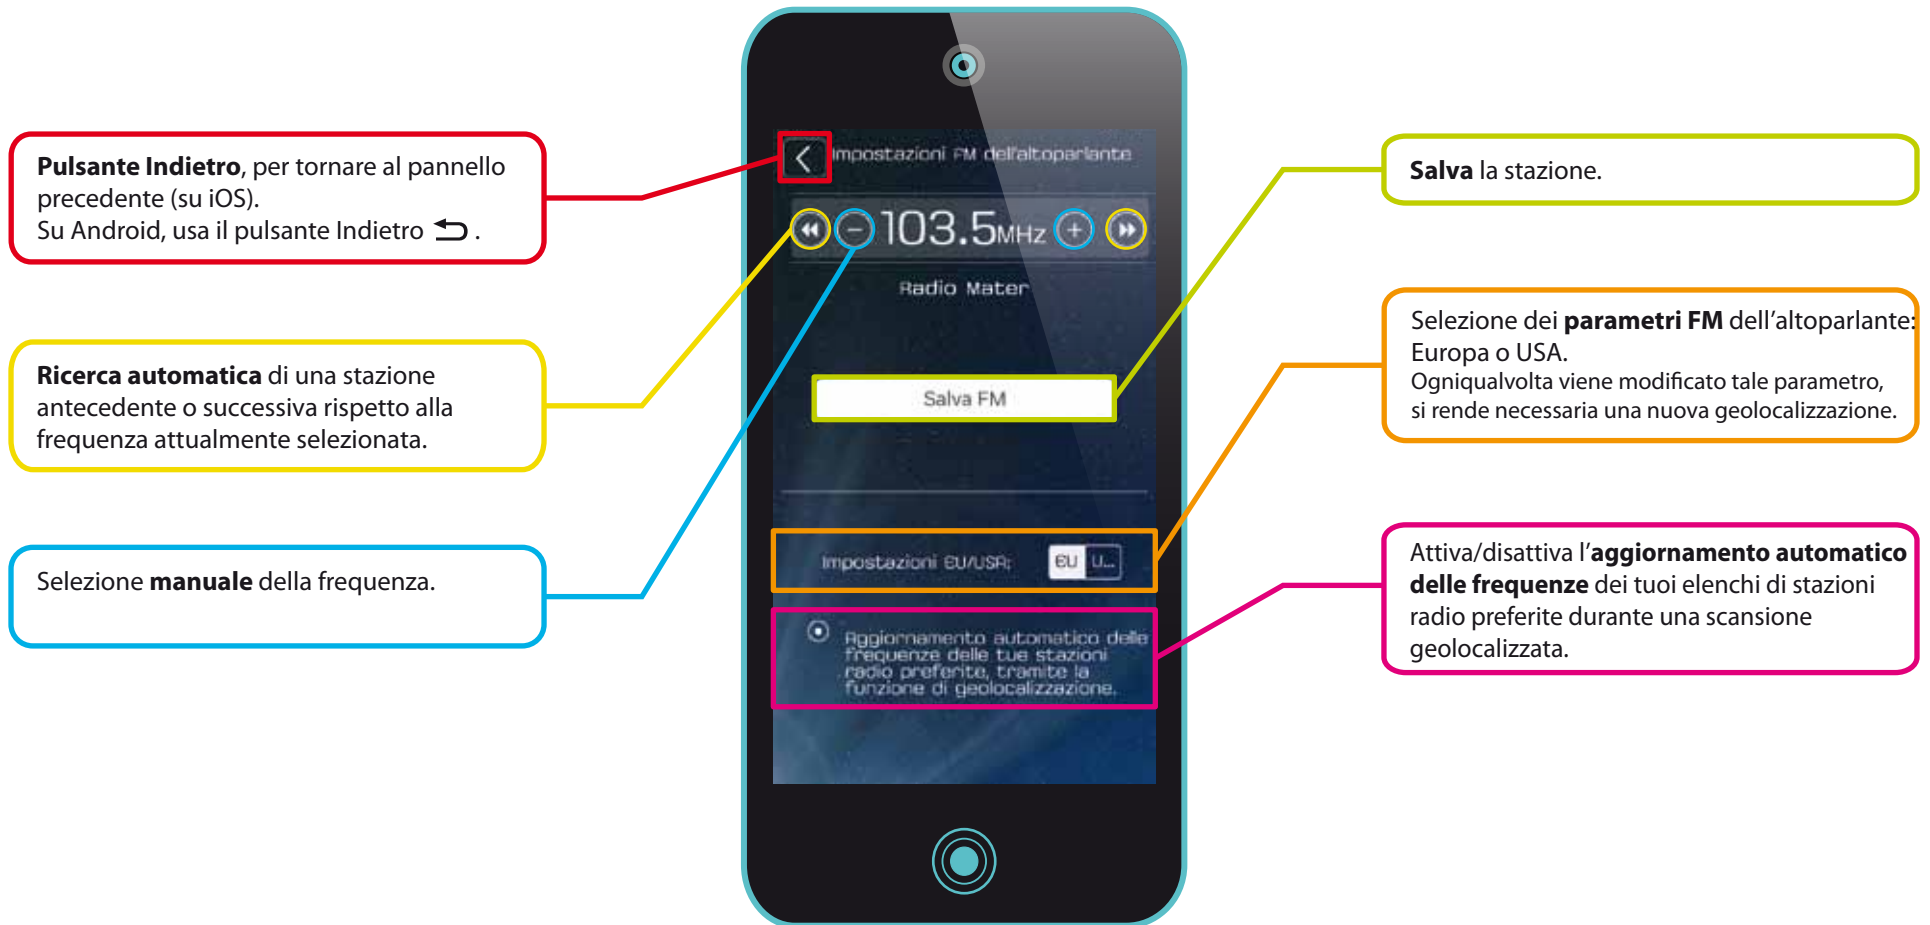 Pulsante Indietro, per tornare al pannello
precedente (su iOS).
Su Android, usa il pulsante Indietro .
Ricerca automatica di una stazione
antecedente o successiva rispetto alla
frequenza attualmente selezionata.
Selezione manuale della frequenza.
Impostazioni FM dell'altoparlante
103.5MHz
Radio Mater
Salva FM
Impostazioni EU/USA:
EU U...
Aggiornamento automatico delle
frequenze delle tue stazioni
radio preferite, tramite la
funzione di geolocalizzazione.
Salva la stazione.
Selezione dei parametri FM dell’altoparlante:
Europa o USA.
Ogniqualvolta viene modificato tale parametro,
si rende necessaria una nuova geolocalizzazione.
Attiva/disattiva l’aggiornamento automatico
delle frequenze dei tuoi elenchi di stazioni
radio preferite durante una scansione
geolocalizzata.